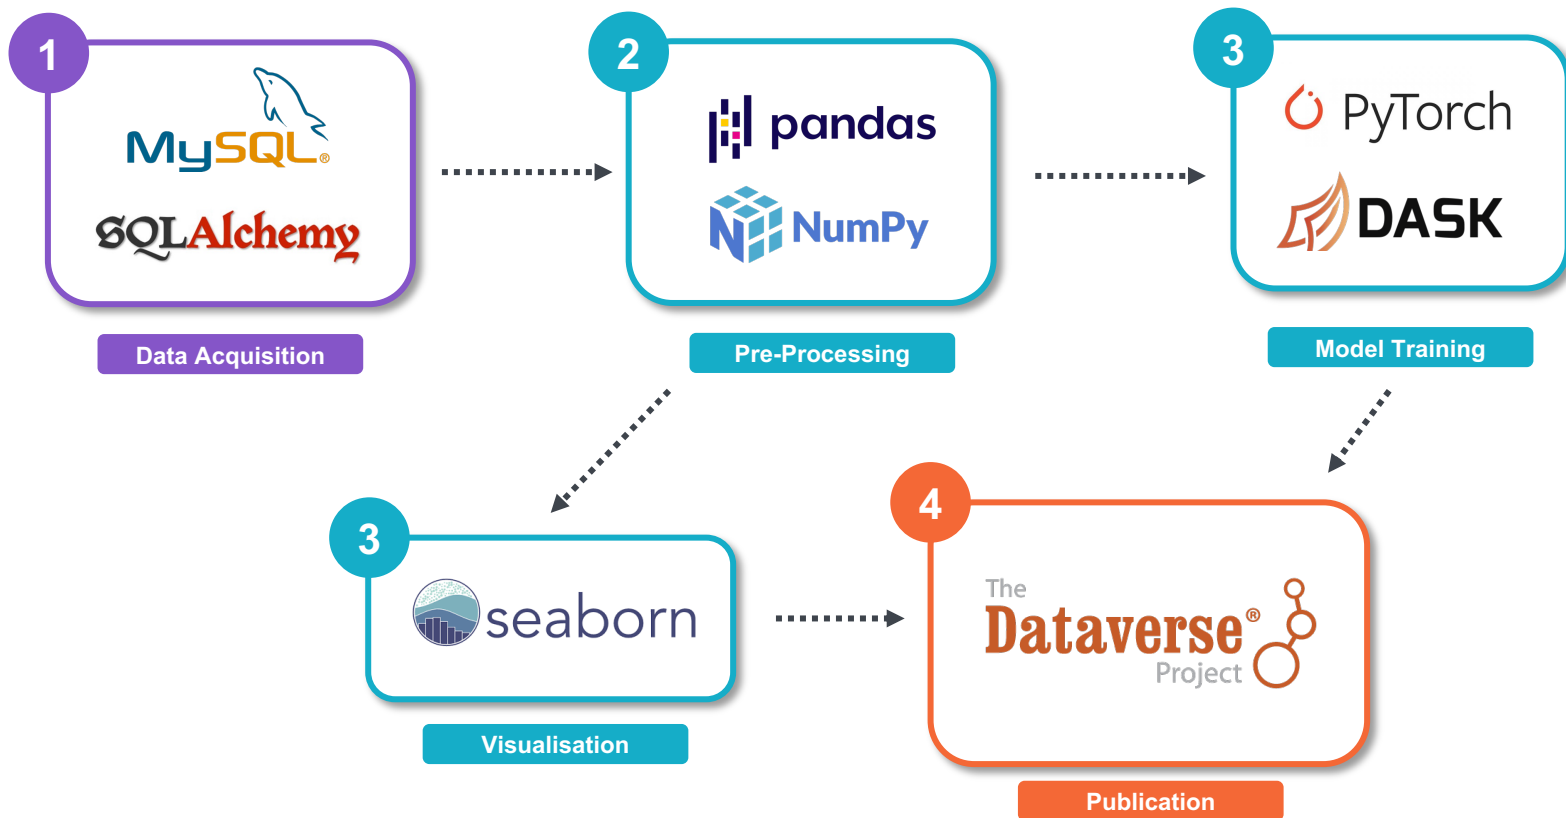 1
MySQL®
SQLAlchemy
Data Acquisition
2
pandas
NumPy
Pre-Processing
3
PyTorch
DASK
Model Training
3
seaborn
Visualisation
4
The
Dataverse®
Project
Publication